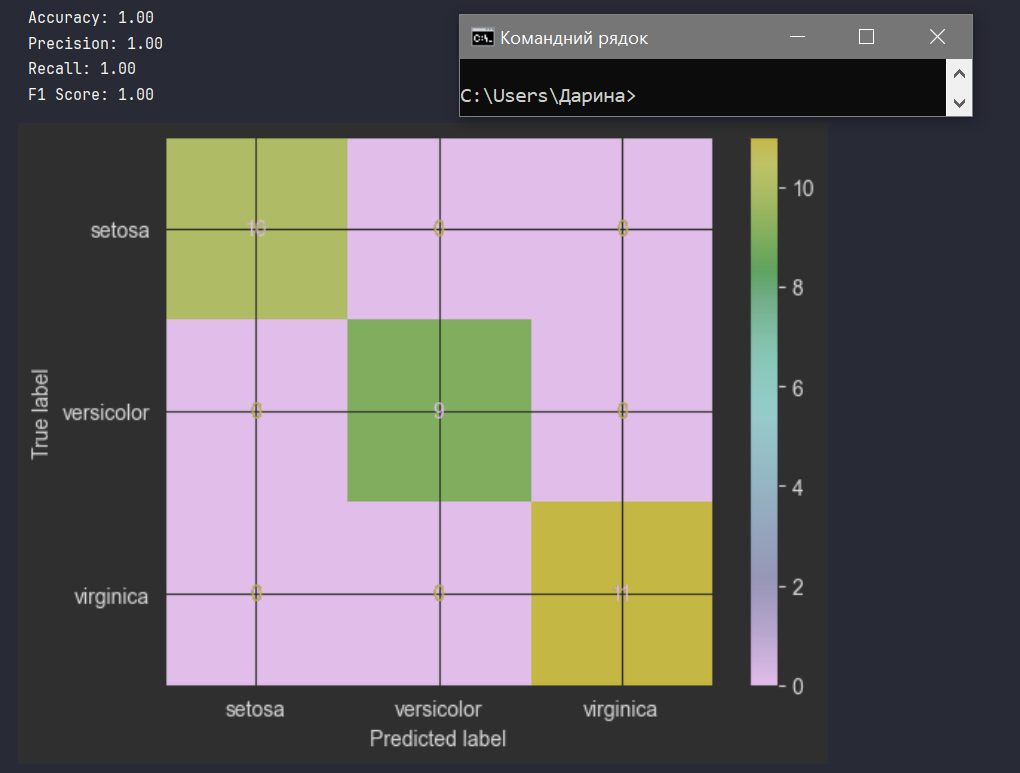 Accuracy: 1.00
Precision: 1.00
Recall: 1.00
F1 Score: 1.00
Командний рядок
C:\Users\Дарина>
setosa
10 0 0
versicolor
0 9 0
virginica
0 0 11
True label
setosa versicolor virginica
Predicted label
10
8
6
4
2
0